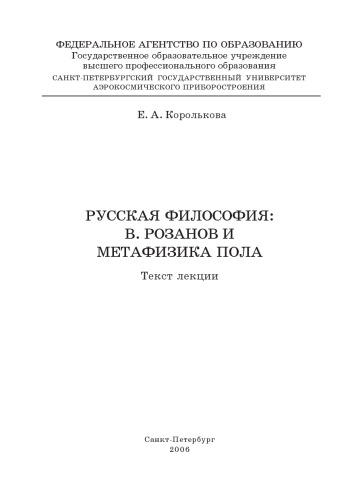 ФЕДЕРАЛЬНОЕ АГЕНТСТВО ПО ОБРАЗОВАНИЮ
Государственное образовательное учреждение
высшего профессионального образования
САНКТ-ПЕТЕРБУРГСКИЙ ГОСУДАРСТВЕННЫЙ УНИВЕРСИТЕТ
АЭРОКОСМИЧЕСКОГО ПРИБОРОСТРОЕНИЯ
Е. А. Королькова
РУССКАЯ ФИЛОСОФИЯ:
В. РОЗАНОВ И
МЕТАФИЗИКА ПОЛА
Текст лекции
Санкт-Петербург
2006